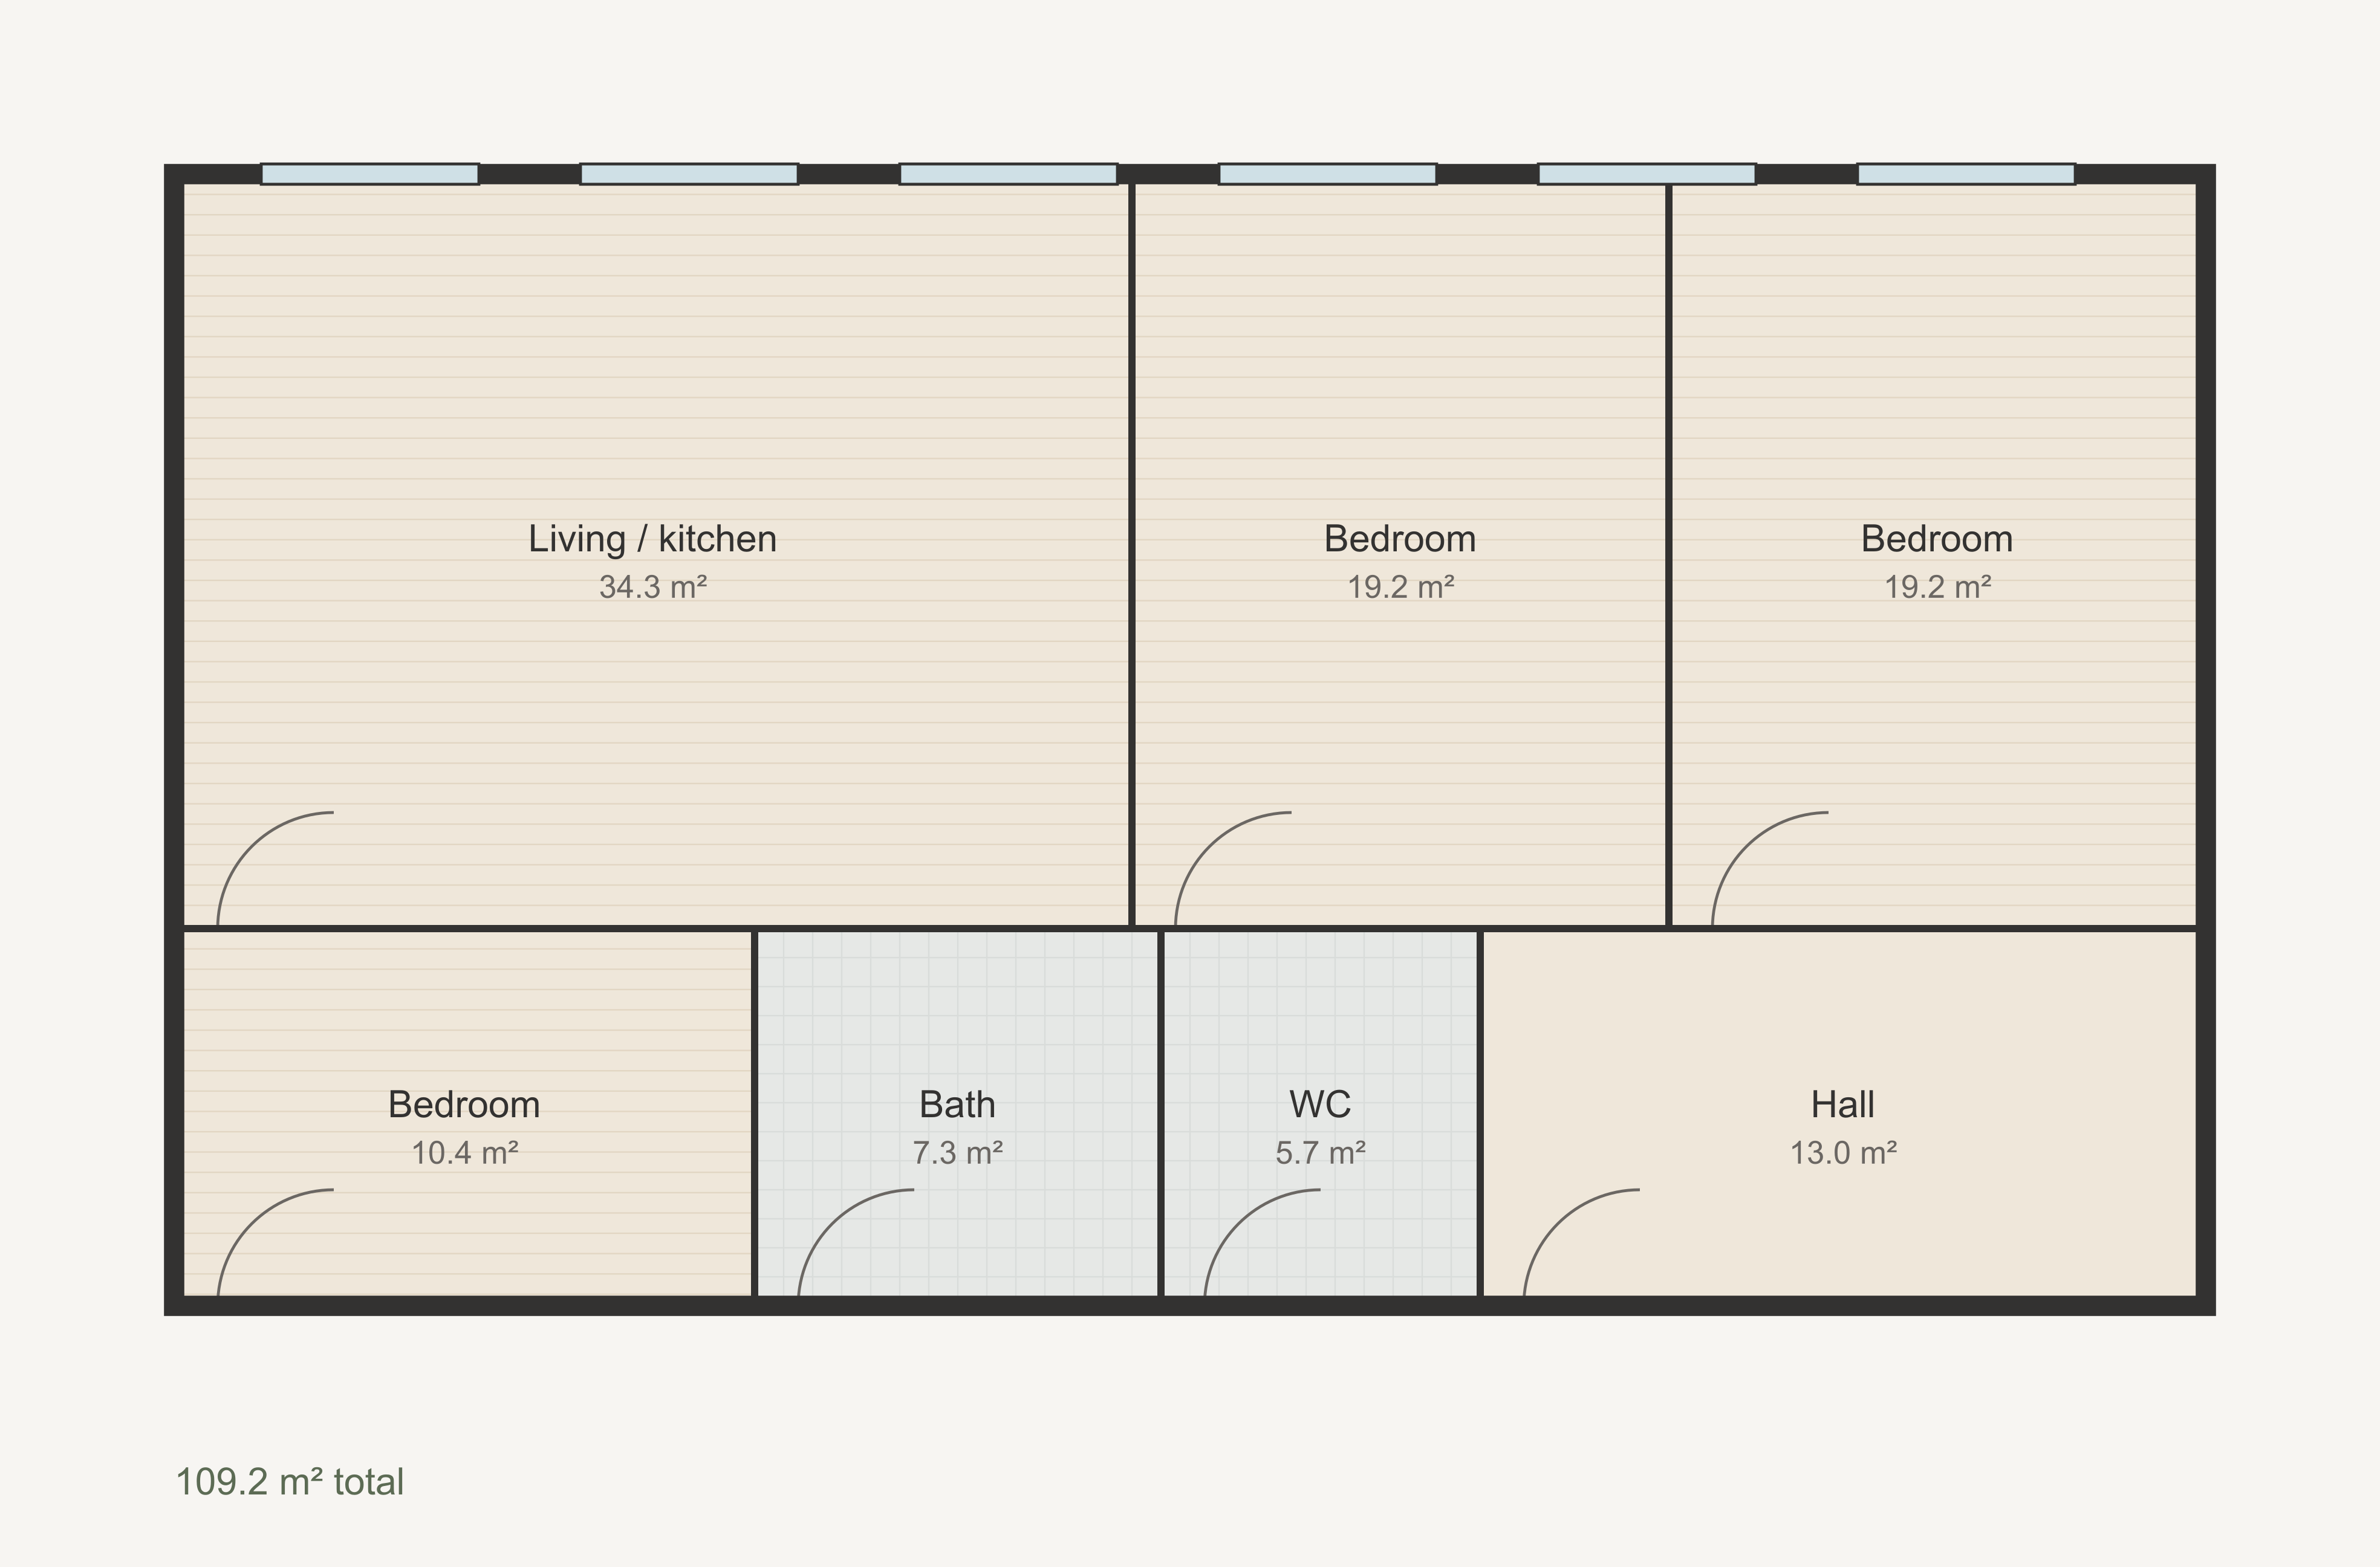 Living / kitchen
34.3 m²
Bedroom
19.2 m²
Bedroom
19.2 m²
Bedroom
10.4 m²
Bath
7.3 m²
WC
5.7 m²
Hall
13.0 m²
109.2 m² total